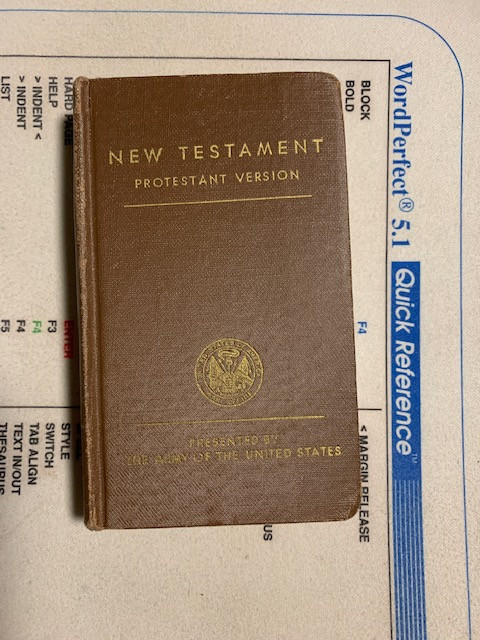 NEW TESTAMENT
PROTESTANT VERSION
PRESENTED BY
THE ARMY OF THE UNITED STATES
WordPerfect® 5.1 Quick Reference™
BLOCK
BOLD
F4
< MARGIN RELEASE
US
HARD PAGE
HELP
> INDENT <
> INDENT
LIST
ENTER
F3
F4
F4
F5
STYLE
SWITCH
TAB ALIGN
TEXT IN/OUT
THESAURUS